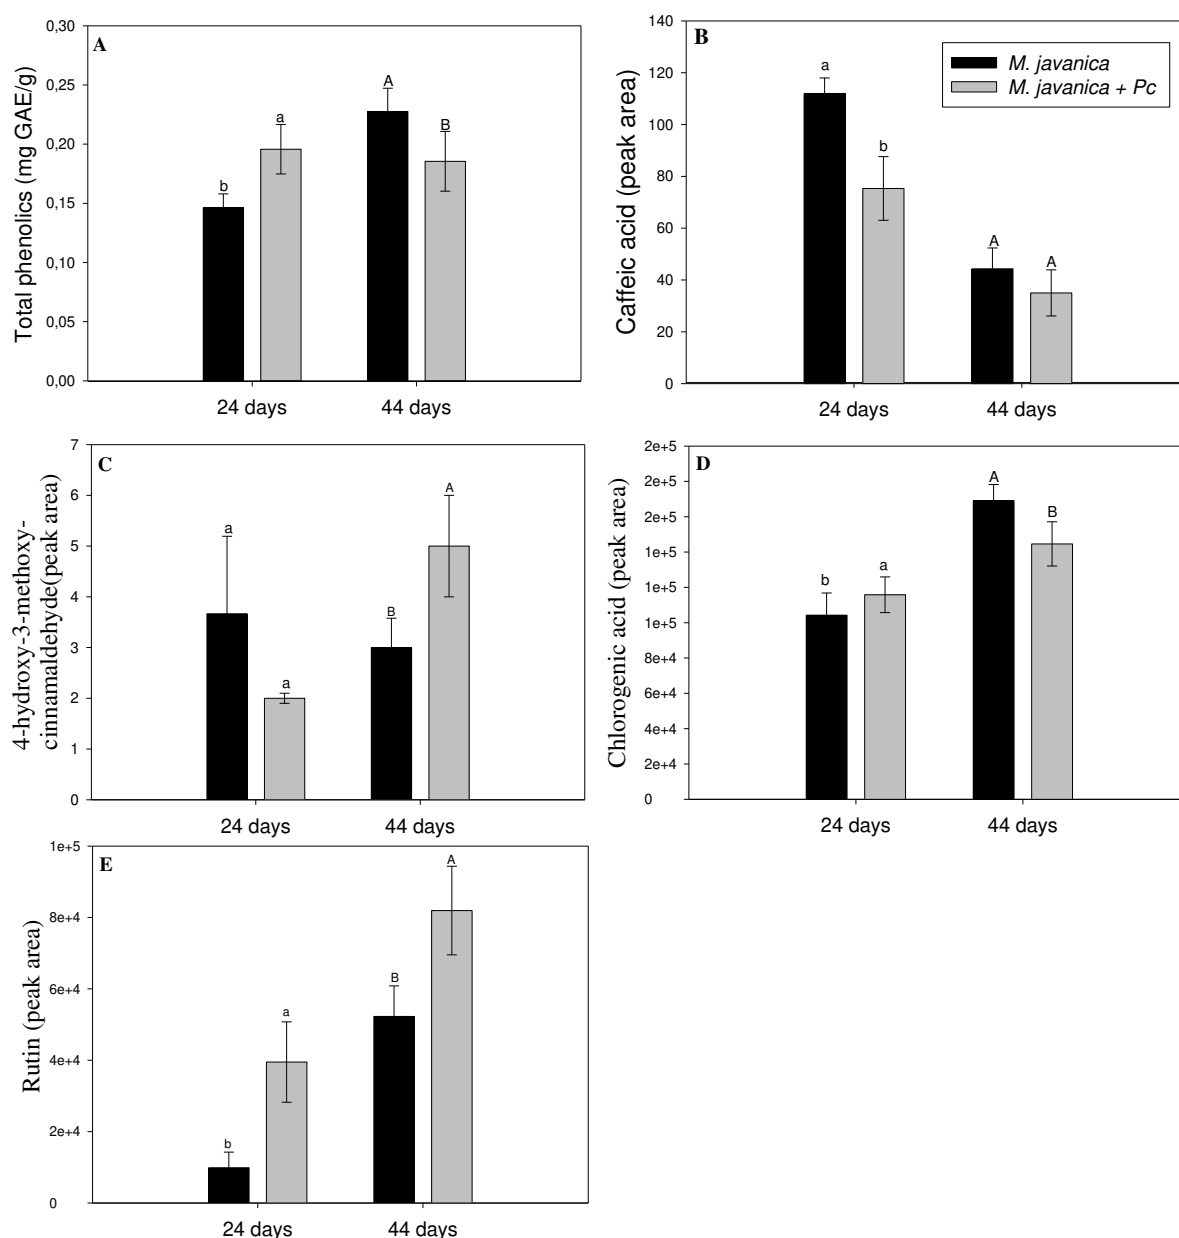 A
Total phenolics (mg GAE/g)
0,30
0,25
0,20
0,15
0,10
0,05
0,00
b
a
A
B
24 days
44 days
B
Caffeic acid (peak area)
140
120
100
80
60
40
20
0
M. javanica
M. javanica + Pc
a
b
A
A
24 days
44 days
C
4-hydroxy-3-methoxy-
cinnamaldehyde(peak area)
7
6
5
4
3
2
1
0
a
a
B
A
24 days
44 days
D
Chlorogenic acid (peak area)
2e+5
2e+5
2e+5
1e+5
1e+5
1e+5
8e+4
6e+4
4e+4
2e+4
0
b
a
A
B
24 days
44 days
E
Rutin (peak area)
1e+5
8e+4
6e+4
4e+4
2e+4
0
b
a
B
A
24 days
44 days